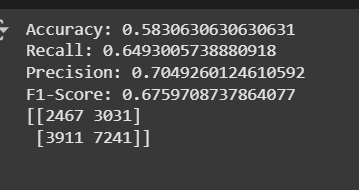 Accuracy: 0.5830630630630631
Recall: 0.6493005738880918
Precision: 0.7049260124610592
F1-Score: 0.6759708737864077
[[2467 3031]
[3911 7241]]